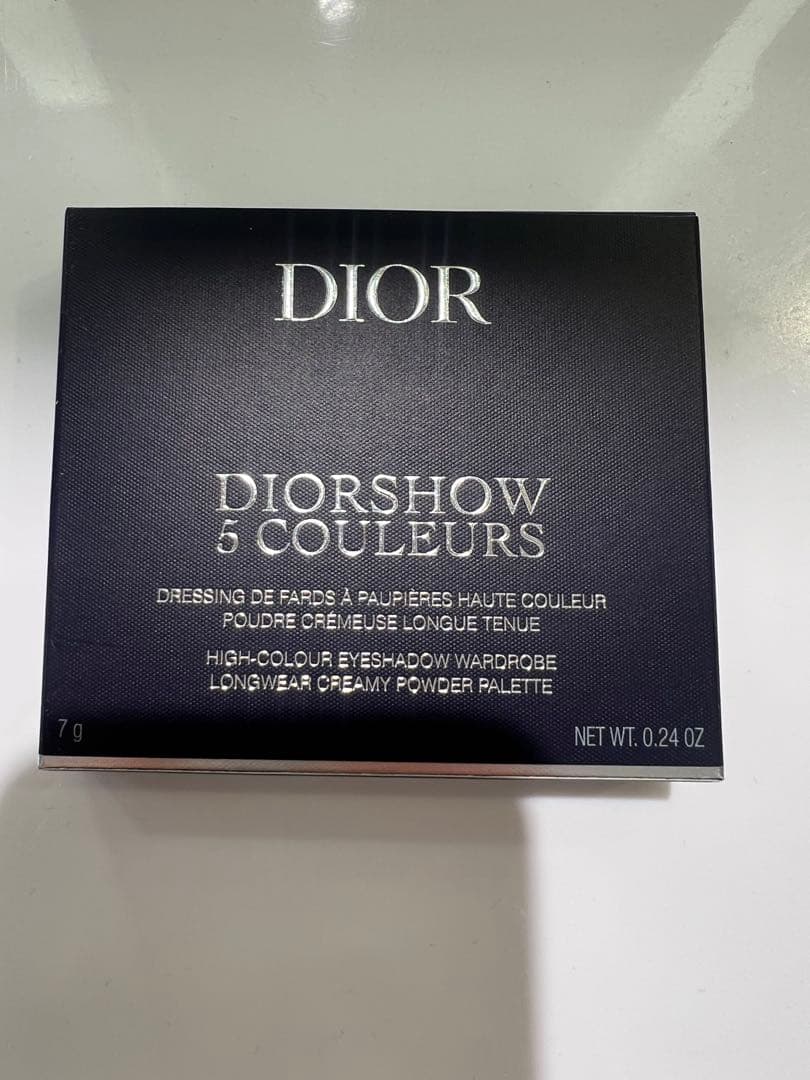 DIOR
DIORSHOW
5 COULEURS
DRESSING DE FARDS À PAUPIÈRES HAUTE COULEUR
POUDRE CRÉMEUSE LONGUE TENUE
HIGH-COLOUR EYESHADOW WARDROBE
LONGWEAR CREAMY POWDER PALETTE
7 g
NET WT. 0.24 OZ